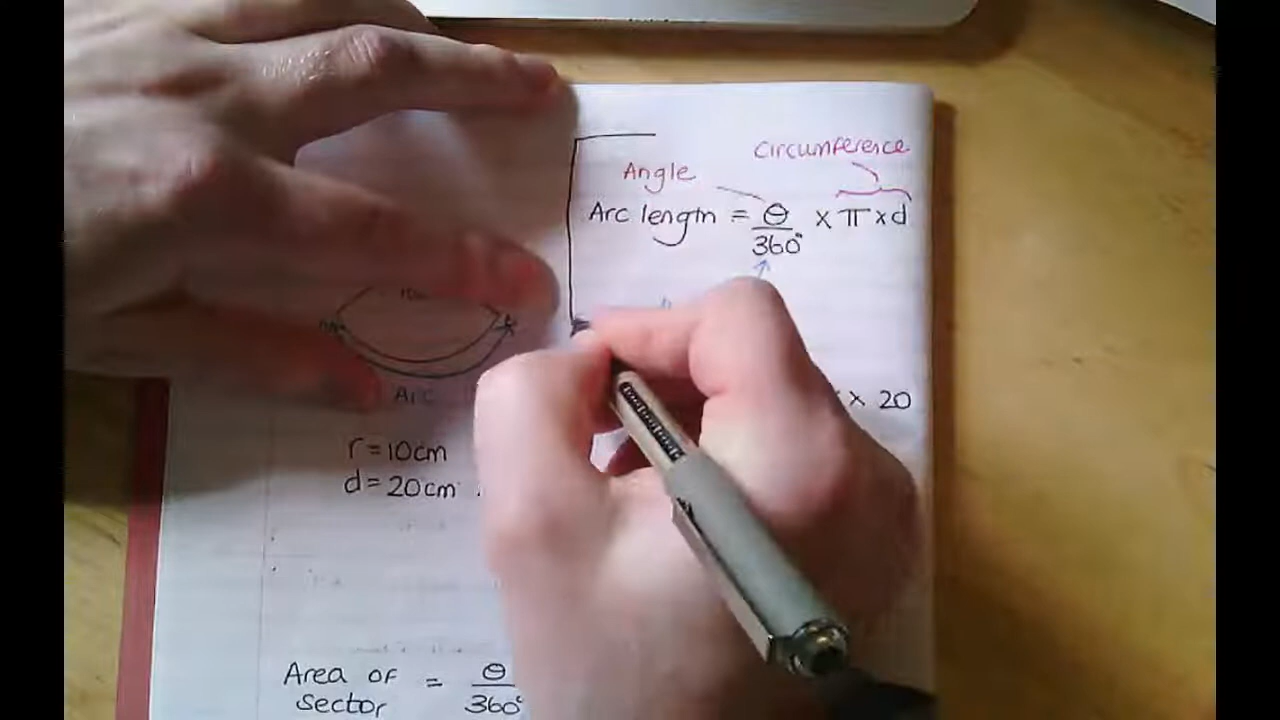 Circumference
Angle
Arc length = θ/360° × π × d
× 20
Arc
r = 10cm
d = 20cm
Area of sector = θ/360°